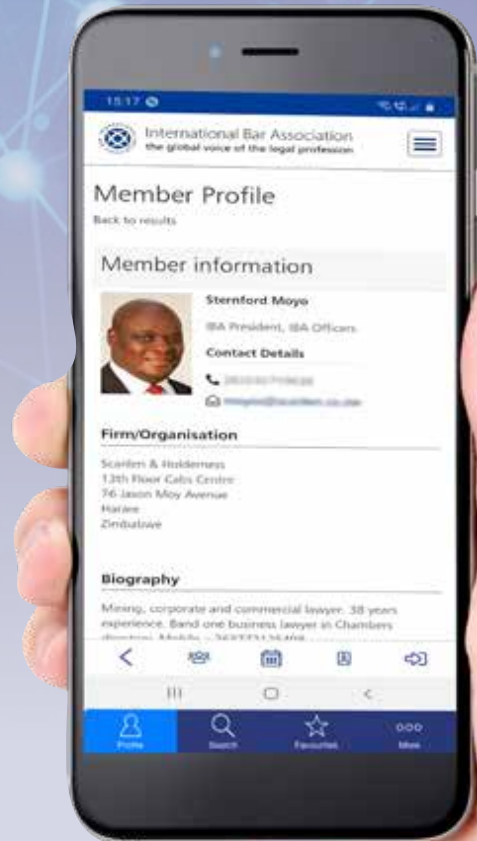 15:17
International Bar Association
the global voice of the legal profession
Member Profile
Back to results
Member information
Sternford Moyo
IBA President, IBA Officers
Contact Details
Firm/Organisation
Scanlen & Holderness
13th Floor Cabs Centre
76 Jason Moy Avenue
Harare
Zimbabwe
Biography
Mining, corporate and commercial lawyer. 38 years
experience. Band one business lawyer in Chambers
Profile
Search
Favourites
More